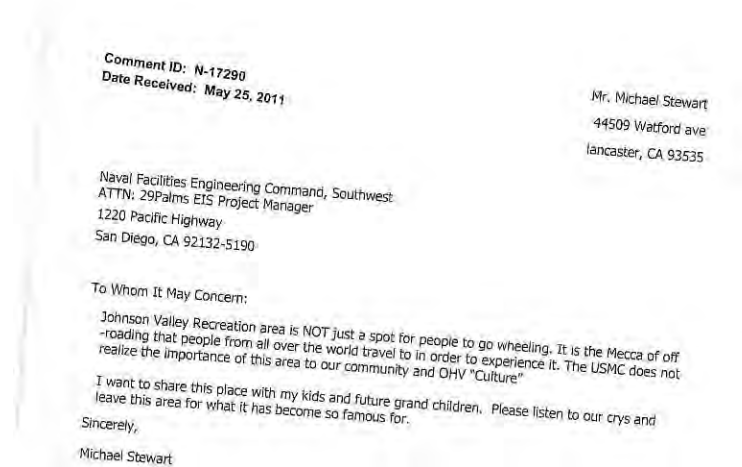 Comment ID: N-17290
Date Received: May 25, 2011
Mr. Michael Stewart
44509 Watford ave
lancaster, CA 93535
Naval Facilities Engineering Command, Southwest
ATTN: 29Palms EIS Project Manager
1220 Pacific Highway
San Diego, CA 92132-5190
To Whom It May Concern:
Johnson Valley Recreation area is NOT just a spot for people to go wheeling. It is the Mecca of off
-roading that people from all over the world travel to in order to experience it. The USMC does not
realize the importance of this area to our community and OHV "Culture"
I want to share this place with my kids and future grand children. Please listen to our crys and
leave this area for what it has become so famous for.
Sincerely,
Michael Stewart